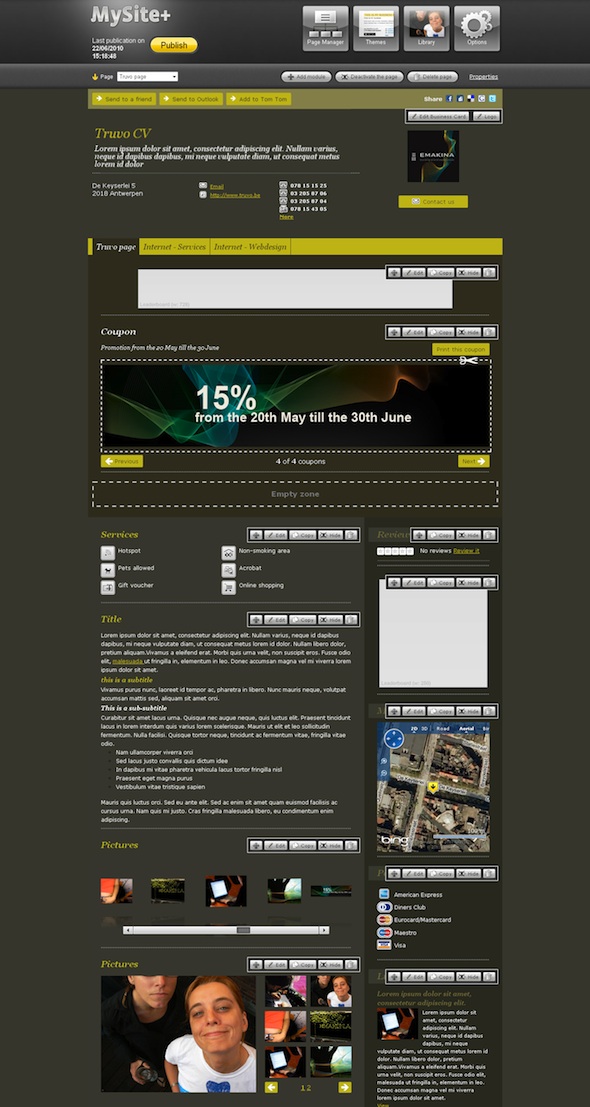 MySite+
Last publication on
22/06/2010
15:18:48
Publish
Page Manager
Themes
Library
Options
Page
Truvo page
Add module
Deactivate the page
Delete page
Properties
Send to a friend
Send to Outlook
Add to Tom Tom
Share
Edit Business Card
Logo
Truvo CV
Lorem ipsum dolor sit amet, consectetur adipiscing elit. Nullam varius,
neque id dapibus dapibus, mi neque vulputate diam, ut consequat metus
lorem id dolor
EMAKINA
De Keyserlei 5
2018 Antwerpen
Email
http://www.truvo.be
078 15 15 25
03 205 87 06
03 205 87 04
078 15 43 05
More
Contact us
Truvo page
Internet - Services
Internet - Webdesign
Edit Copy Hide
Coupon
Edit Copy Hide
Promotion from the 20 May till the 30 June
Print this coupon
15%
from the 20th May till the 30th June
Previous
4 of 4 coupons
Next
Empty zone
Services
Edit Copy Hide
Hotspot
Non-smoking area
Pets allowed
Acrobat
Gift voucher
Online shopping
Review
Edit Copy Hide
No reviews Review it
Edit Copy Hide
Title
Edit Copy Hide
Lorem ipsum dolor sit amet, consectetur adipiscing elit. Nullam varius, neque id dapibus
dapibus, mi neque vulputate diam, ut consequat metus lorem id dolor. Nullam libero dolor,
pretium aliquam.Vivamus a eleifend erat. Morbi quis urna velit, non suscipit eros. Fusce odio
elit, malesuada ut fringilla in, elementum in leo. Donec accumsan magna vel mi viverra lorem
ipsum dolor sit amet.
this is a subtitle
Vivamus purus nunc, laoreet id tempor ac, pharetra in libero. Nunc mauris neque, volutpat
accumsan mattis sed, aliquam sit amet orci.
This is a sub-subtitle
Curabitur sit amet lacus urna. Quisque nec augue neque, quis luctus elit. Praesent tincidunt
lacus in lorem interdum quis varius lorem scelerisque. Mauris ut elit et leo sollicitudin
fermentum. Nulla facilisi. Quisque tortor neque, tincidunt ac fermentum vitae, fringilla vitae
odio.
Nam ullamcorper viverra orci
Sed lacus justo convallis quis dictum idee
In dapibus mi vitae pharetra vehicula lactus tortor fringilla nisl
Praesent eget magna purus
Vestibulum vitae tristique sapien
Mauris quis luctus orci. Sed eu ante elit. Sed ac enim sit amet quam euismod facilisis ac
cursus urna. Nam quis mi justo. Cras fringilla malesuada libero, eu condimentum enim
adipiscing.
Edit Copy Hide
2D 3D Road Aerial
bing
Pictures
Edit Copy Hide
15%
Edit Copy Hide
American Express
Diners Club
Eurocard/Mastercard
Maestro
Visa
Pictures
Edit Copy Hide
1 2
Edit Copy Hide
Lorem ipsum dolor sit amet,
consectetur adipiscing elit.
Lorem ipsum dolor
sit amet,
consectetur
adipiscing elit.
Nullam varius,
neque id dapibus
dapibus, mi neque
vulputate diam, ut consequat
metus lorem id dolor. Nullam
libero dolor, pretium
aliquam.Vivamus a eleifend
erat. Morbi quis urna velit, non
suscipit eros. Fusce odio elit,
malesuada ut fringilla in,
elementum in leo. Donec
accumsan magna vel mi viverra.
View